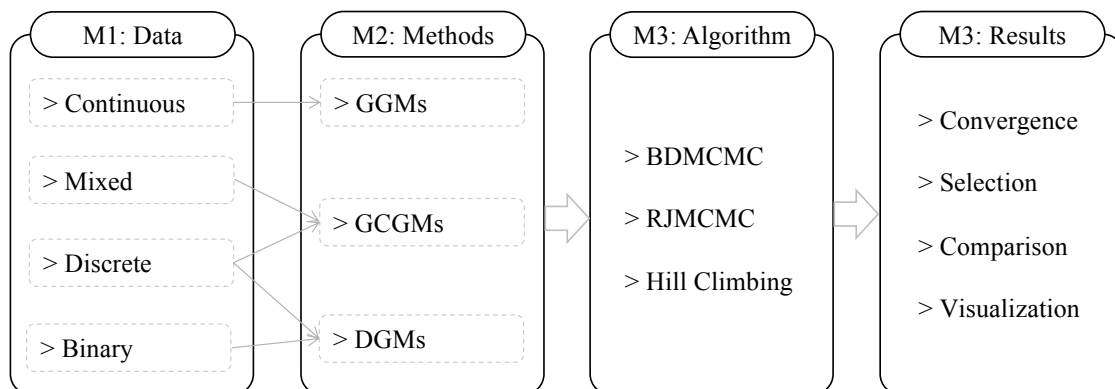 M1: Data
> Continuous
> Mixed
> Discrete
> Binary
M2: Methods
> GGMs
> GCGMs
> DGMs
M3: Algorithm
> BDMCMC
> RJMCMC
> Hill Climbing
M3: Results
> Convergence
> Selection
> Comparison
> Visualization